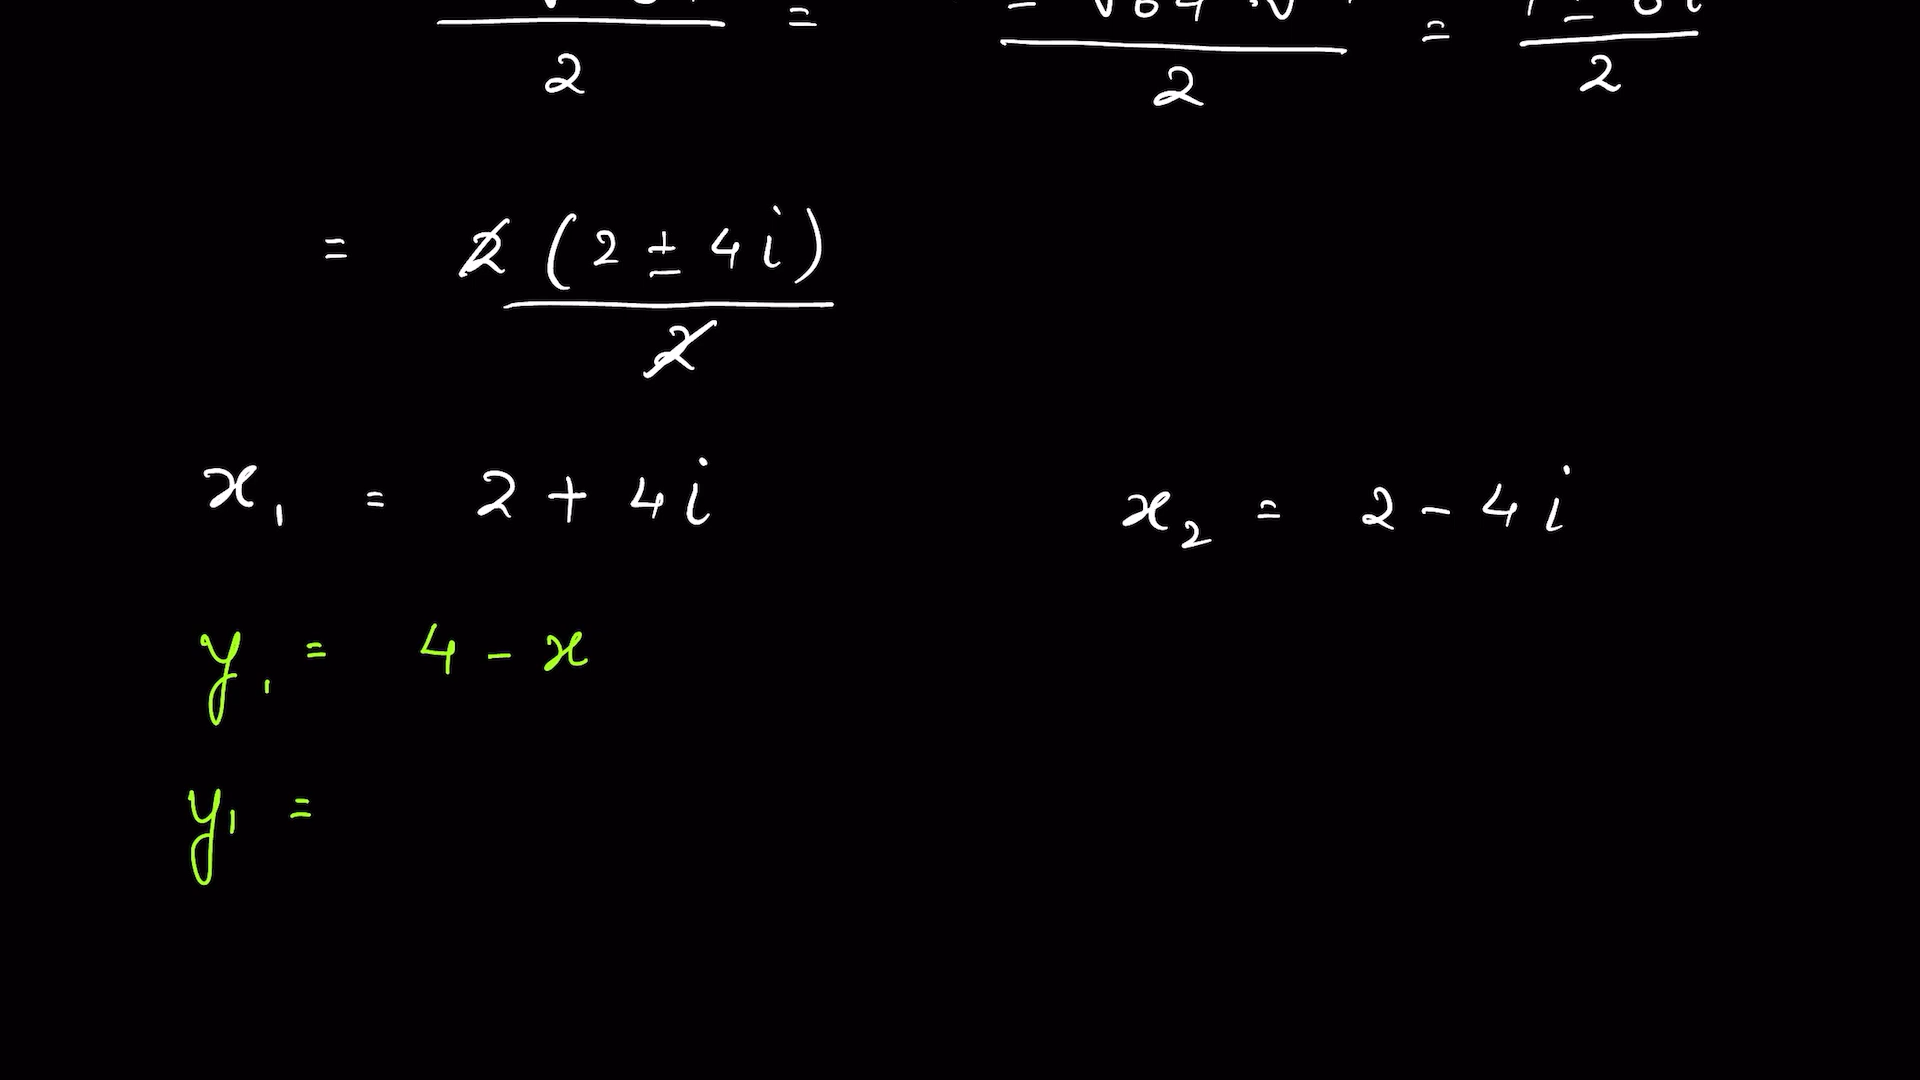 2 = 2 = 2
= 2 (2 ± 4i)
2
x₁ = 2 + 4i
x₂ = 2 - 4i
y₁ = 4 - x
y₁ =